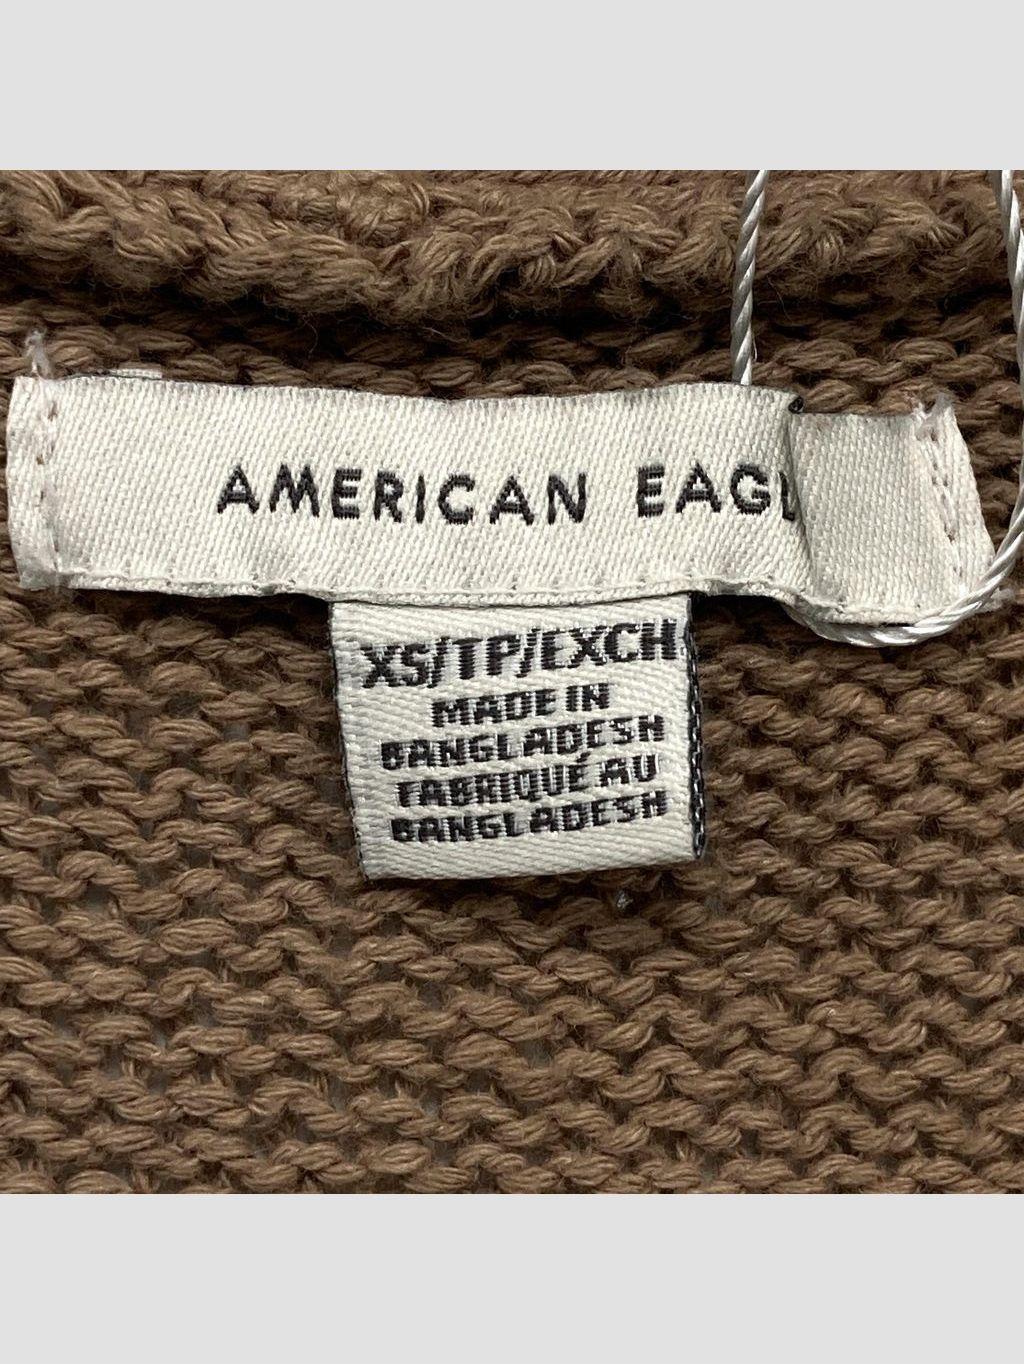 AMERICAN EAGL
XS/TP/EXCH
MADE IN
BANGLADESH
FABRIQUÉ AU
BANGLADESH